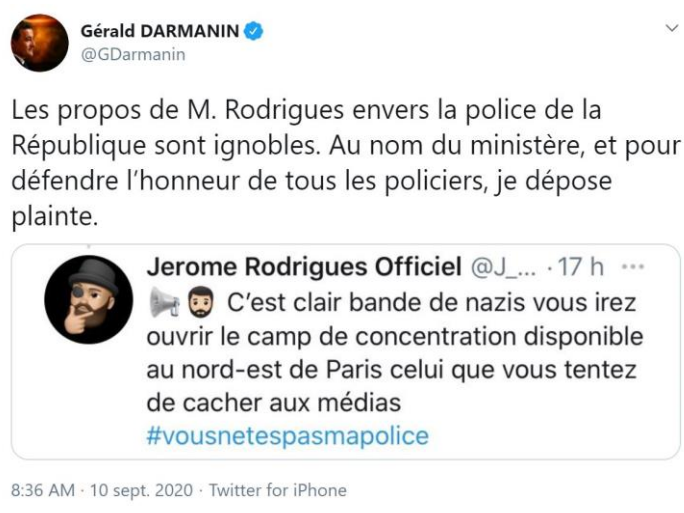 Gérald DARMANIN
@GDarmanin
Les propos de M. Rodrigues envers la police de la
République sont ignobles. Au nom du ministère, et pour
défendre l’honneur de tous les policiers, je dépose
plainte.
Jerome Rodrigues Officiel @J_... · 17 h ···
C’est clair bande de nazis vous irez
ouvrir le camp de concentration disponible
au nord-est de Paris celui que vous tentez
de cacher aux médias
#vousnetespasmapolice
8:36 AM · 10 sept. 2020 · Twitter for iPhone